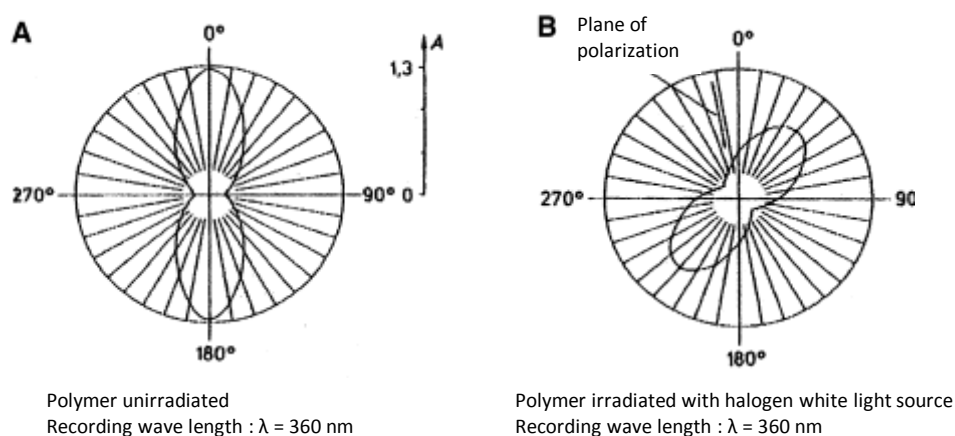 A
0°
A
1,3
270°
90°
0
180°
Polymer unirradiated
Recording wave length : λ = 360 nm
B
Plane of
polarization
0°
270°
90
180°
Polymer irradiated with halogen white light source
Recording wave length : λ = 360 nm